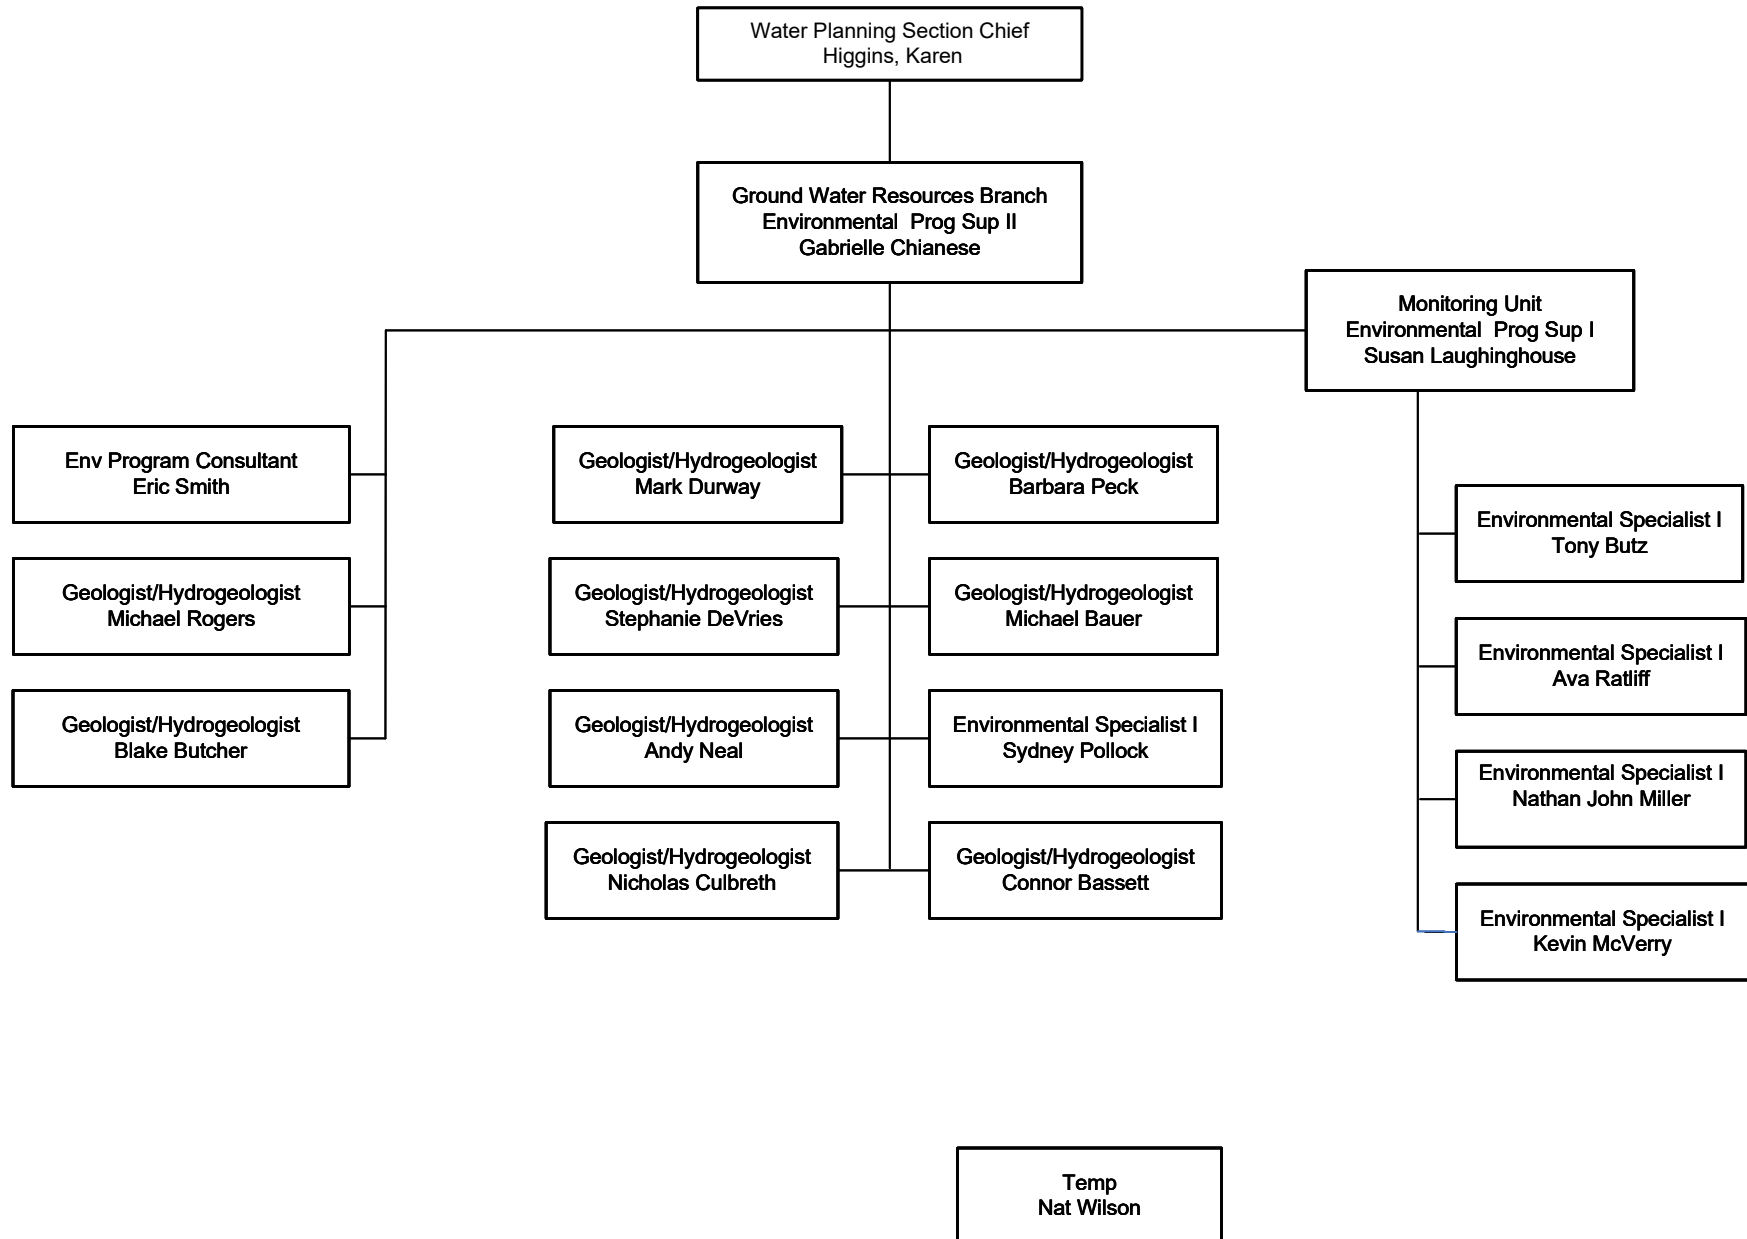 Water Planning Section Chief
Higgins, Karen
Ground Water Resources Branch
Environmental  Prog Sup II
Gabrielle Chianese
Monitoring Unit
Environmental  Prog Sup I
Susan Laughinghouse
Env Program Consultant
Eric Smith
Geologist/Hydrogeologist
Michael Rogers
Geologist/Hydrogeologist
Blake Butcher
Geologist/Hydrogeologist
Mark Durway
Geologist/Hydrogeologist
Barbara Peck
Geologist/Hydrogeologist
Stephanie DeVries
Geologist/Hydrogeologist
Michael Bauer
Geologist/Hydrogeologist
Andy Neal
Environmental Specialist I
Sydney Pollock
Geologist/Hydrogeologist
Nicholas Culbreth
Geologist/Hydrogeologist
Connor Bassett
Environmental Specialist I
Tony Butz
Environmental Specialist I
Ava Ratliff
Environmental Specialist I
Nathan John Miller
Environmental Specialist I
Kevin McVerry
Temp
Nat Wilson